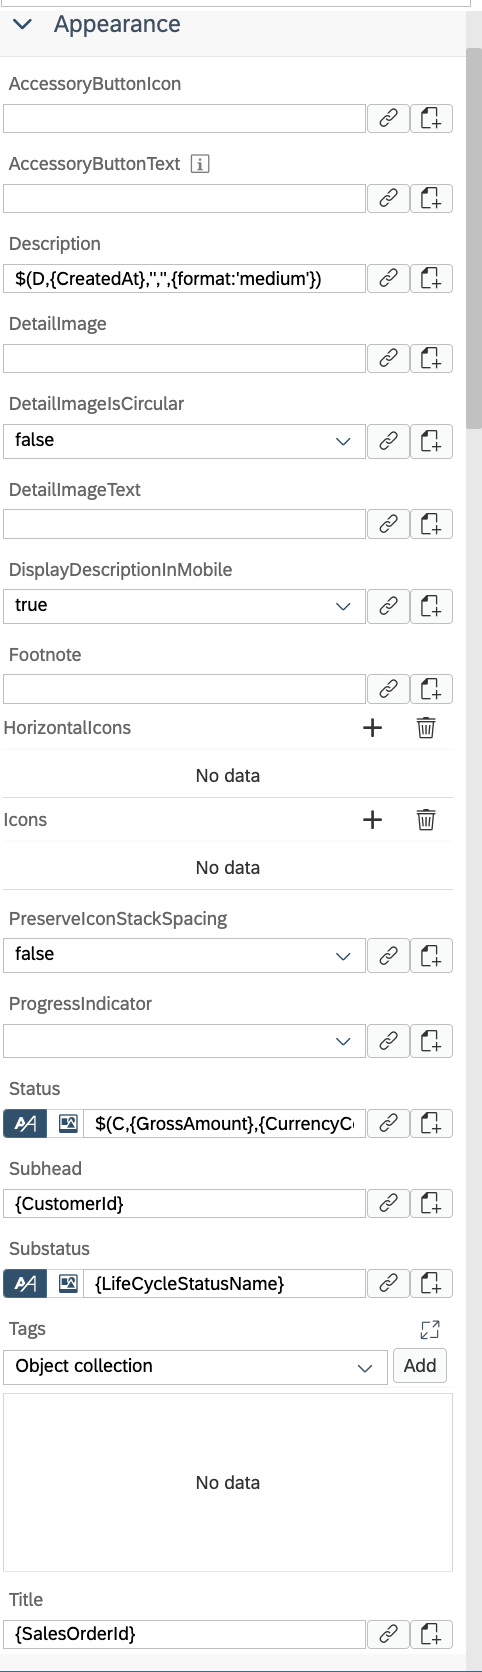 Appearance
AccessoryButtonIcon
AccessoryButtonText
Description
$(D,{CreatedAt},'','',{format:'medium'})
DetailImage
DetailImageIsCircular
false
DetailImageText
DisplayDescriptionInMobile
true
Footnote
HorizontalIcons
No data
Icons
No data
PreserveIconStackSpacing
false
ProgressIndicator
Status
$(C,{GrossAmount},{CurrencyC
Subhead
{CustomerId}
Substatus
{LifeCycleStatusName}
Tags
Object collection Add
No data
Title
{SalesOrderId}